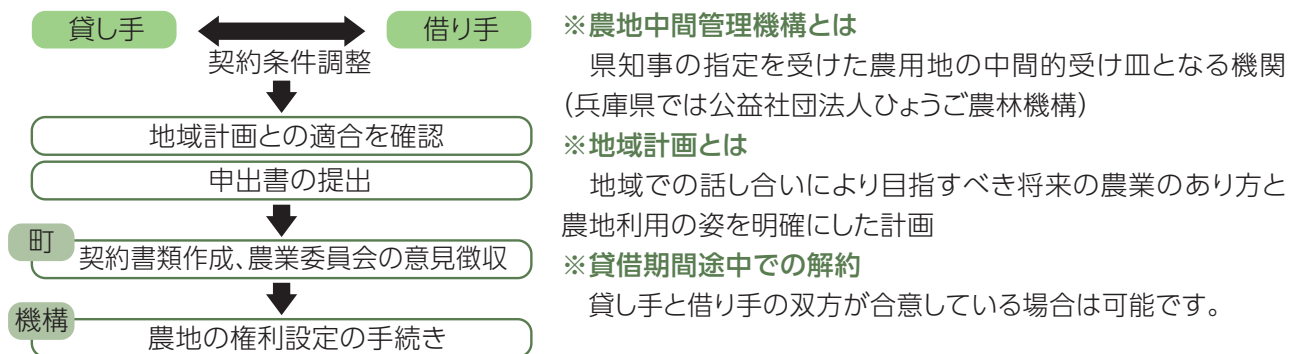 貸し手
借り手
契約条件調整
地域計画との適合を確認
申出書の提出
町
契約書類作成、農業委員会の意見徴収
機構
農地の権利設定の手続き
※農地中間管理機構とは
県知事の指定を受けた農用地の中間的受け皿となる機関
(兵庫県では公益社団法人ひょうご農林機構)
※地域計画とは
地域での話し合いにより目指すべき将来の農業のあり方と
農地利用の姿を明確にした計画
※貸借期間途中での解約
貸し手と借り手の双方が合意している場合は可能です。